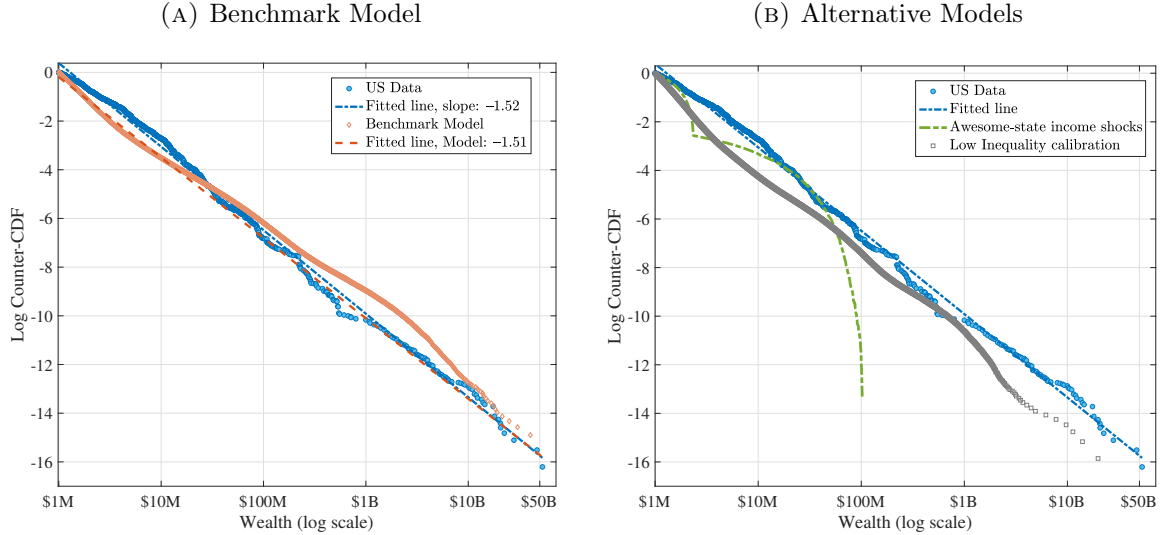 (A) Benchmark Model
0
-2
-4
-6
-8
-10
-12
-14
-16
Log Counter-CDF
US Data
Fitted line, slope: −1.52
Benchmark Model
Fitted line, Model: −1.51
$1M $10M $100M $1B $10B $50B
Wealth (log scale)
(B) Alternative Models
0
-2
-4
-6
-8
-10
-12
-14
-16
Log Counter-CDF
US Data
Fitted line
Awesome-state income shocks
Low Inequality calibration
$1M $10M $100M $1B $10B $50B
Wealth (log scale)